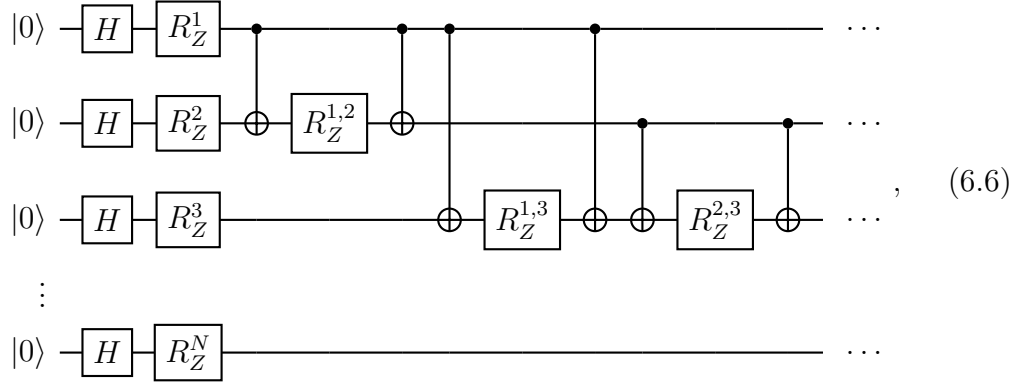 |0⟩ H R_Z^1 ⋯
|0⟩ H R_Z^2 R_Z^{1,2} ⋯
, (6.6)
|0⟩ H R_Z^3 R_Z^{1,3} R_Z^{2,3} ⋯
⋮
|0⟩ H R_Z^N ⋯